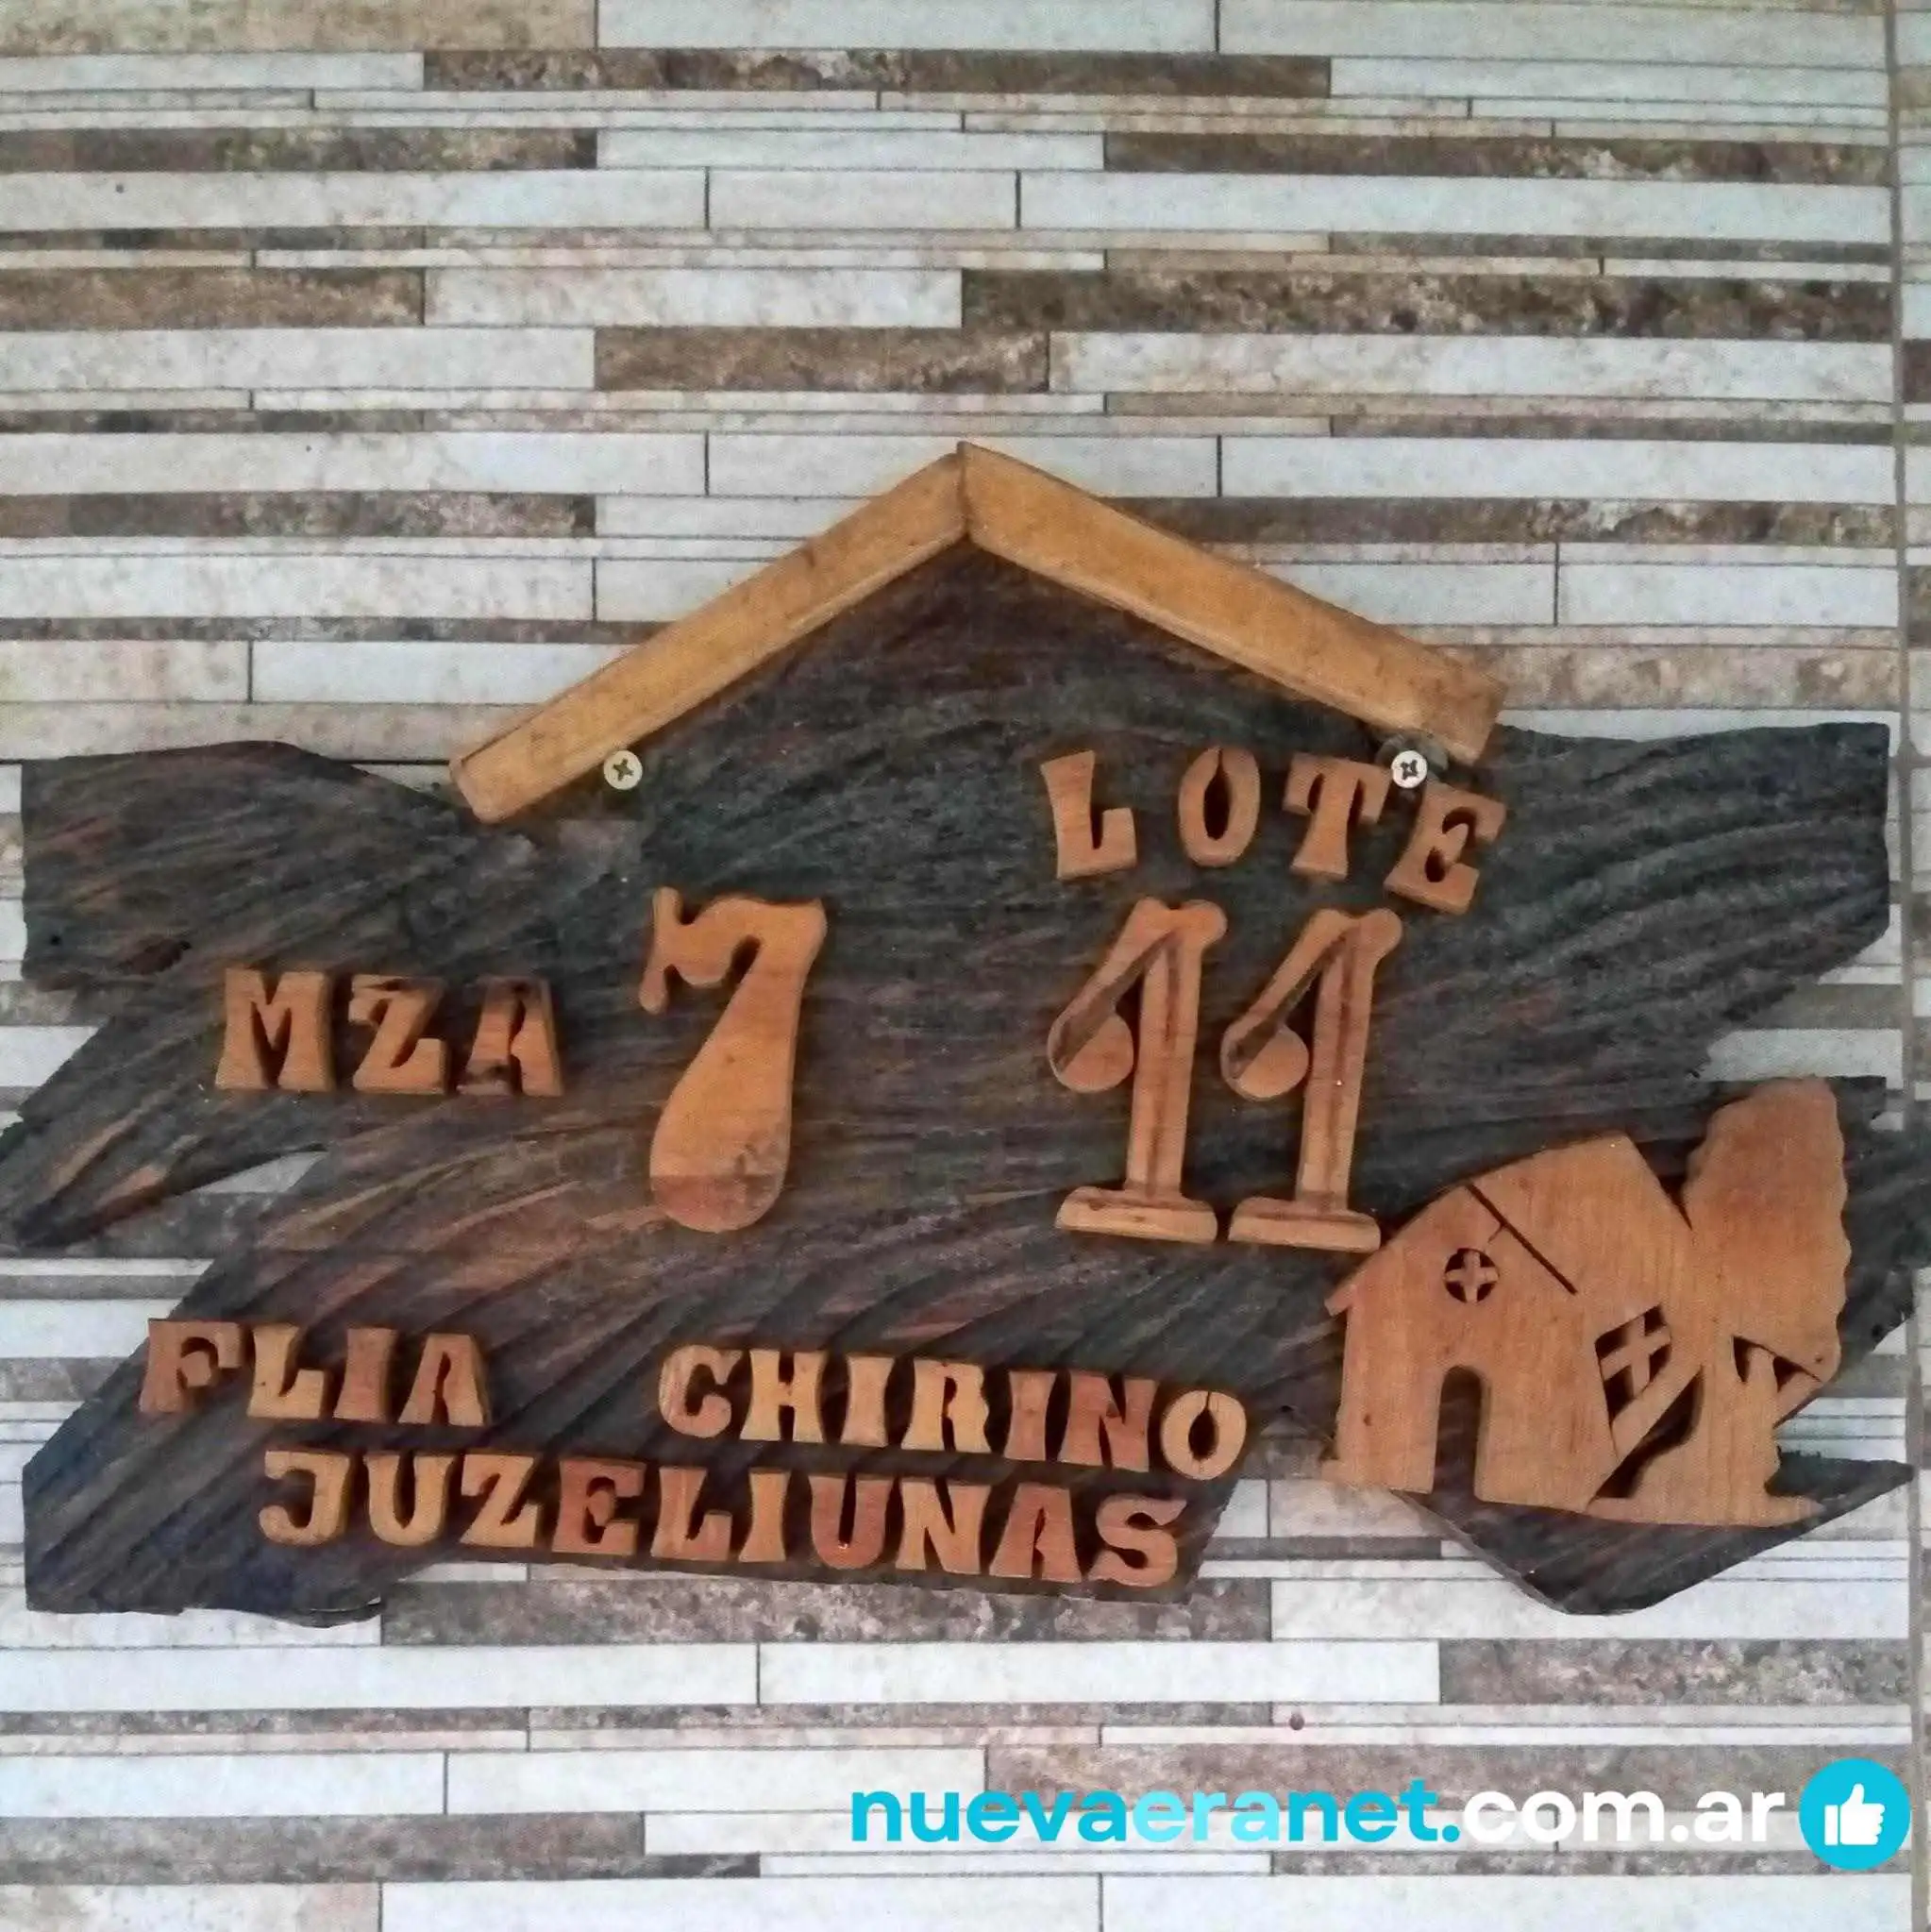 LOTE
MZA 7 11
FLIA CHIRINO
JUZELIUNAS
nuevaeranet.com.ar